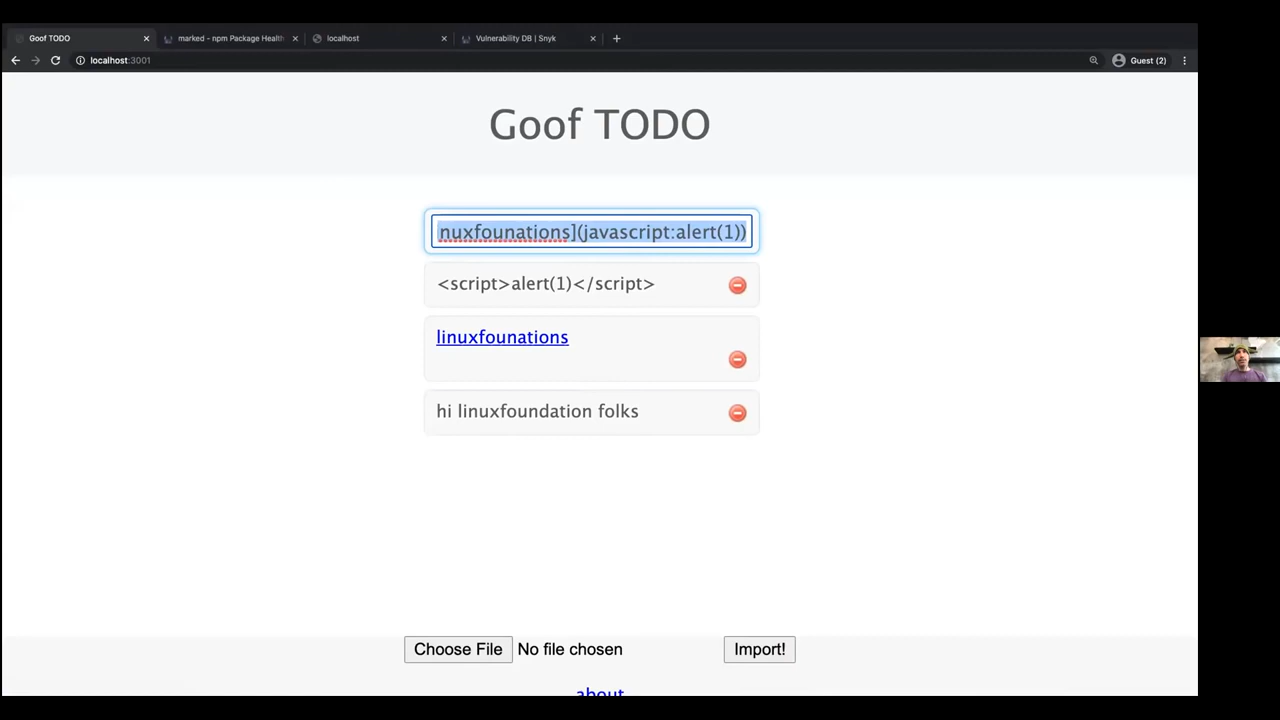 Goof TODO
marked - npm Package Health
localhost
Vulnerability DB | Snyk
localhost:3001
Guest (2)
Goof TODO
nuxfounations](javascript:alert(1))
<script>alert(1)</script>
linuxfounations
hi linuxfoundation folks
Choose File No file chosen Import!
about